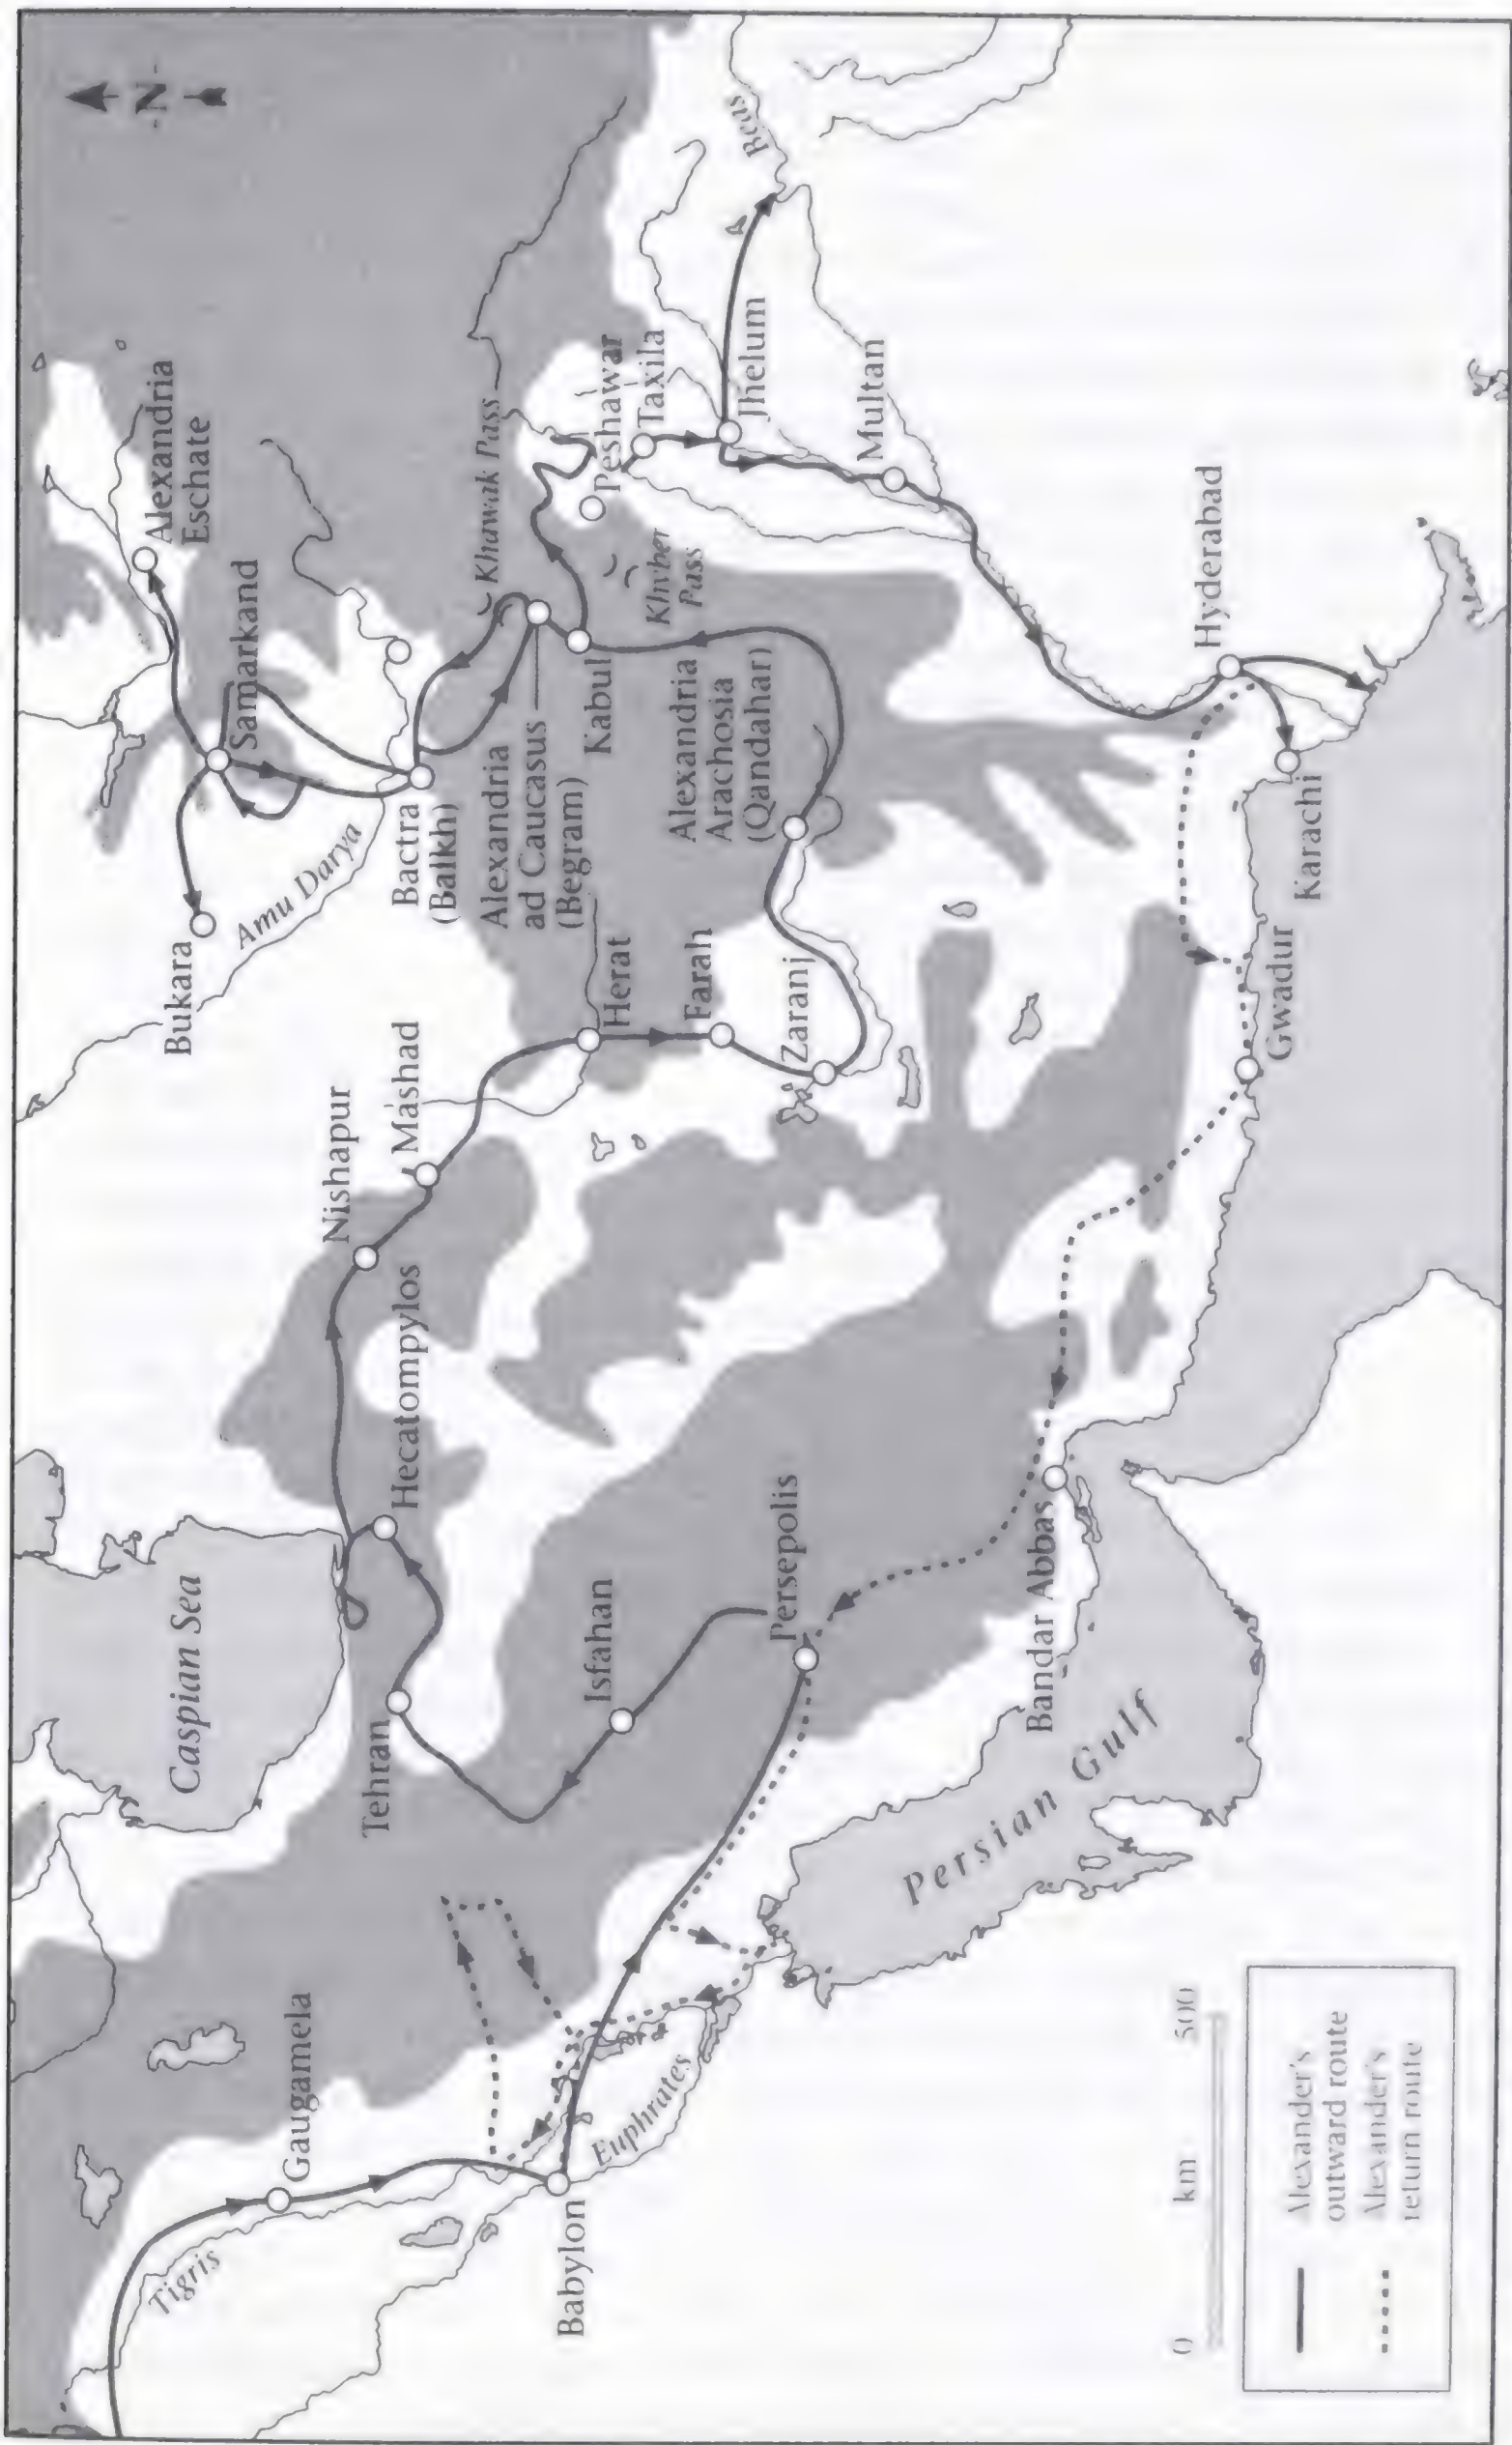 -N-
Caspian Sea
Tigris
Gaugamela
Babylon
Euphrates
Tehran
Isfahan
Persepolis
Hecatompylos
Nishapur
Mashad
Herat
Farah
Zaranj
Bukara
Amu Darya
Samarkand
Alexandria
Eschate
Bactra
(Balkh)
Alexandria
ad Caucasus
(Begram)
Kabul
Alexandria
Arachosia
(Qandahar)
Khawak Pass
Khyber
Pass
Peshawar
Taxila
Jhelum
Beas
Multan
Hyderabad
Karachi
Gwadur
Bandar Abbas
Persian Gulf
0 km 500
Alexander's
outward route
Alexander's
return route